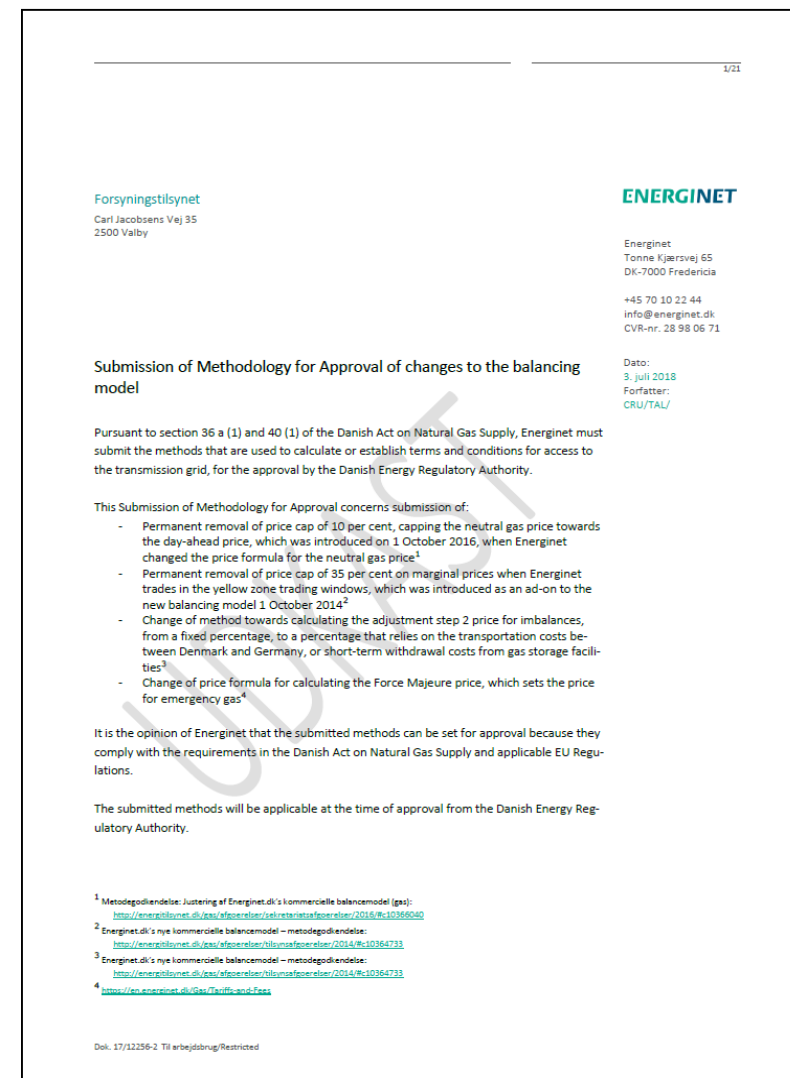 1/21
Forsyningstilsynet
Carl Jacobsens Vej 35
2500 Valby
ENERGINET
Energinet
Tonne Kjærsvej 65
DK-7000 Fredericia
+45 70 10 22 44
info@energinet.dk
CVR-nr. 28 98 06 71
Dato:
3. juli 2018
Forfatter:
CRU/TAL/
Submission of Methodology for Approval of changes to the balancing
model
Pursuant to section 36 a (1) and 40 (1) of the Danish Act on Natural Gas Supply, Energinet must
submit the methods that are used to calculate or establish terms and conditions for access to
the transmission grid, for the approval by the Danish Energy Regulatory Authority.
This Submission of Methodology for Approval concerns submission of:
- Permanent removal of price cap of 10 per cent, capping the neutral gas price towards
the day-ahead price, which was introduced on 1 October 2016, when Energinet
changed the price formula for the neutral gas price¹
- Permanent removal of price cap of 35 per cent on marginal prices when Energinet
trades in the yellow zone trading windows, which was introduced as an ad-on to the
new balancing model 1 October 2014²
- Change of method towards calculating the adjustment step 2 price for imbalances,
from a fixed percentage, to a percentage that relies on the transportation costs be-
tween Denmark and Germany, or short-term withdrawal costs from gas storage facili-
ties³
- Change of price formula for calculating the Force Majeure price, which sets the price
for emergency gas⁴
It is the opinion of Energinet that the submitted methods can be set for approval because they
comply with the requirements in the Danish Act on Natural Gas Supply and applicable EU Regu-
lations.
The submitted methods will be applicable at the time of approval from the Danish Energy Reg-
ulatory Authority.
UDKAST
¹ Metodegodkendelse: Justering af Energinet.dk's kommercielle balancemodel (gas):
http://energitilsynet.dk/gas/afgoerelser/sekretariatsafgoerelser/2016/#c10366040
² Energinet.dk's nye kommercielle balancemodel – metodegodkendelse:
http://energitilsynet.dk/gas/afgoerelser/tilsynsafgoerelser/2014/#c10364733
³ Energinet.dk's nye kommercielle balancemodel – metodegodkendelse:
http://energitilsynet.dk/gas/afgoerelser/tilsynsafgoerelser/2014/#c10364733
⁴ https://en.energinet.dk/Gas/Tariffs-and-Fees
Dok. 17/12256-2 Til arbejdsbrug/Restricted